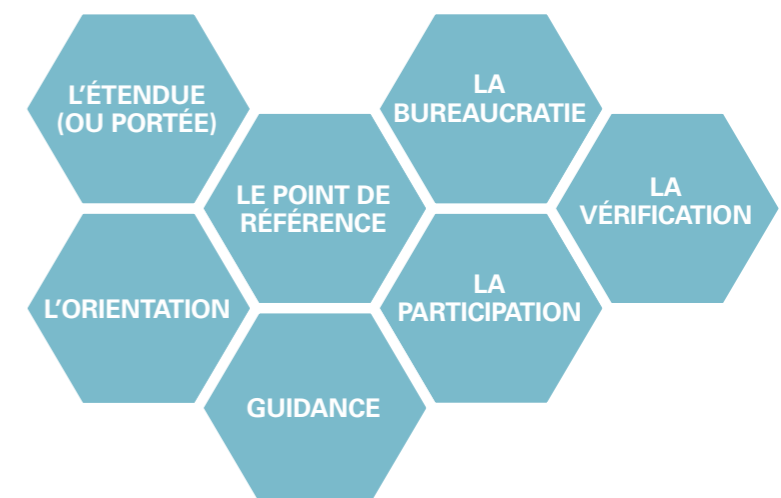 L'ÉTENDUE
(OU PORTÉE)
LA
BUREAUCRATIE
LE POINT DE
RÉFÉRENCE
LA
VÉRIFICATION
L'ORIENTATION
LA
PARTICIPATION
GUIDANCE